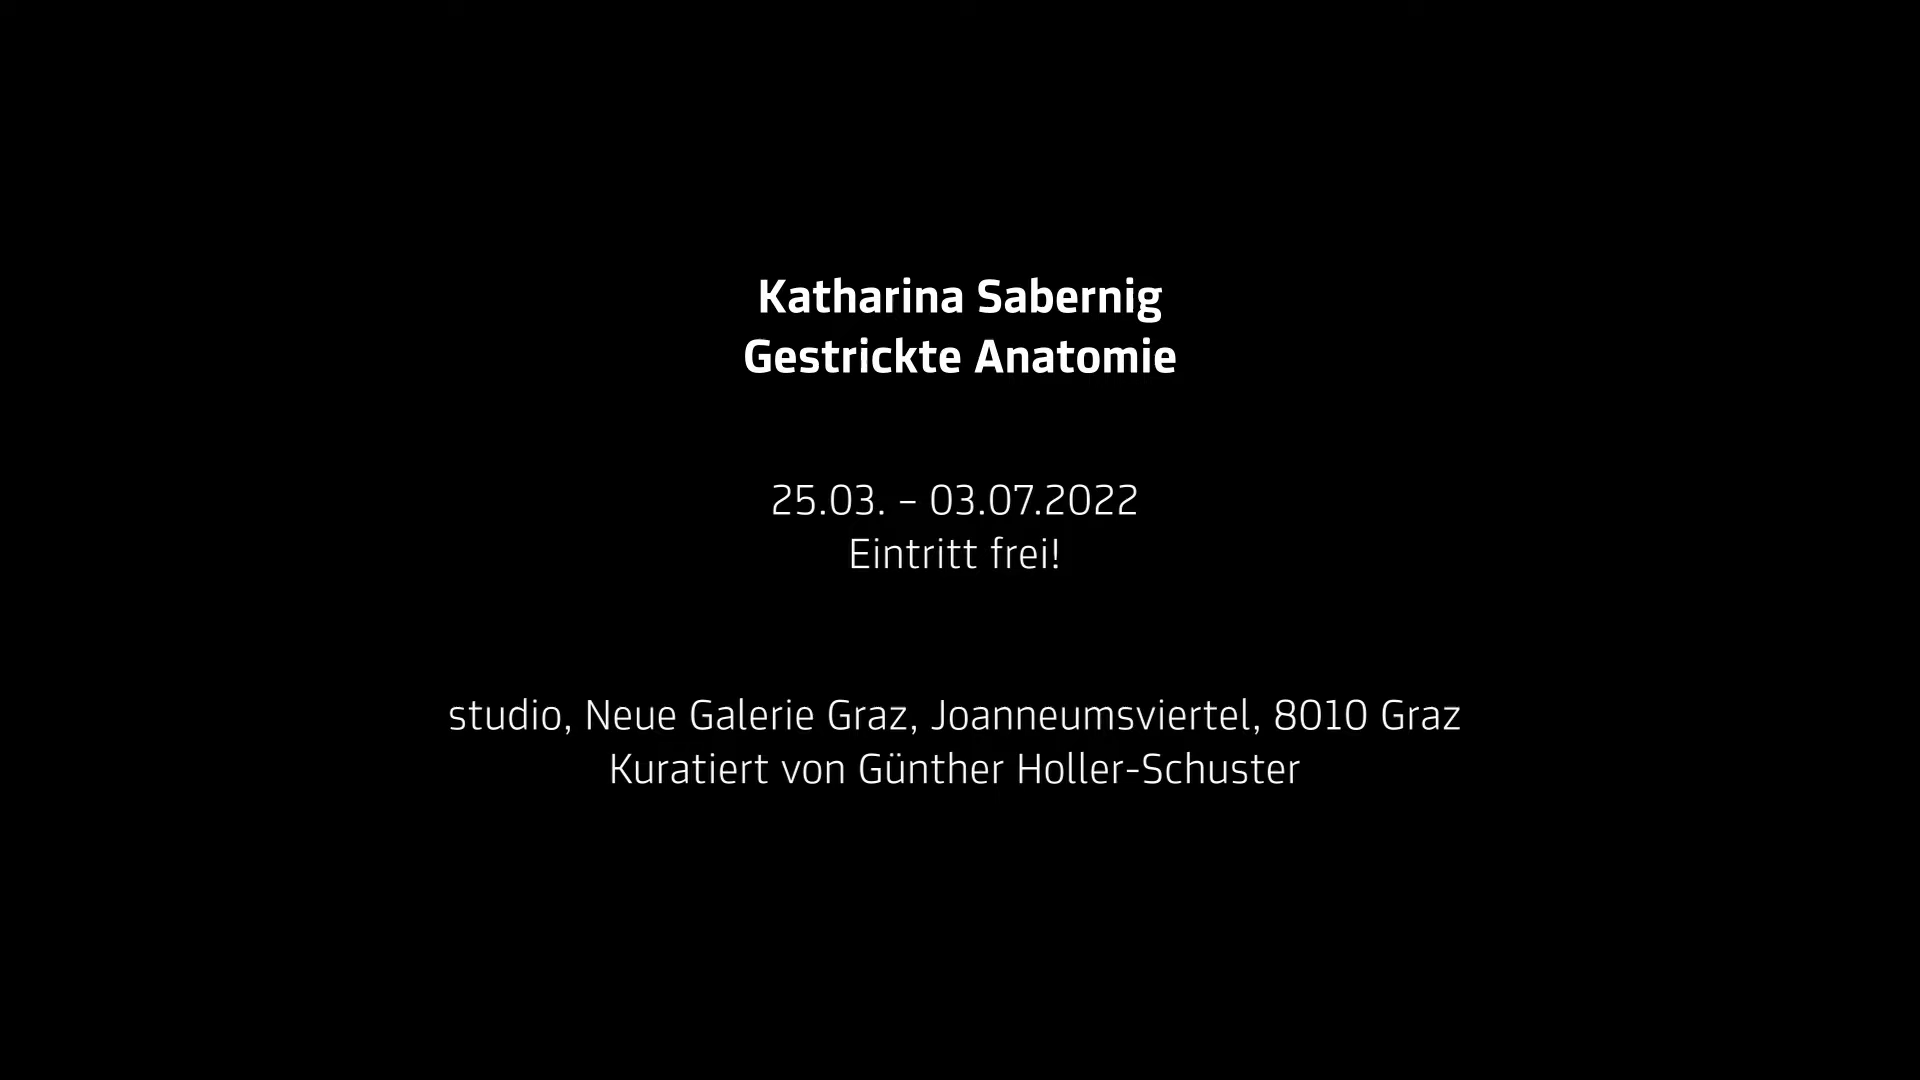 Katharina Sabernig
Gestrickte Anatomie
25.03. – 03.07.2022
Eintritt frei!
studio, Neue Galerie Graz, Joanneumsviertel, 8010 Graz
Kuratiert von Günther Holler-Schuster